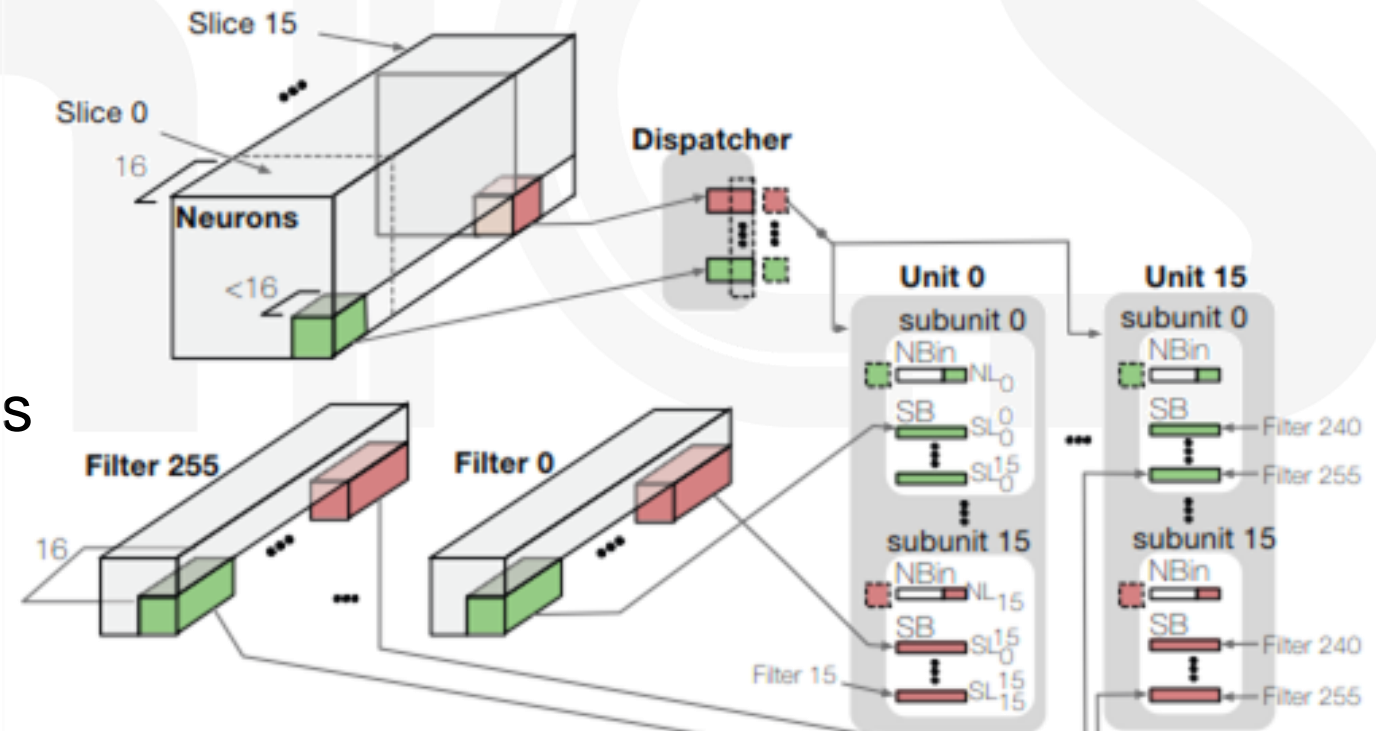 Slice 15
Slice 0
16
Neurons
<16
Dispatcher
s
Filter 255
Filter 0
16
Unit 0
subunit 0
NBin
NL0
SB
SL00
SL150
subunit 15
NBin
NL15
SB
SL150
SL1515
Filter 15
Unit 15
subunit 0
NBin
SB
Filter 240
Filter 255
subunit 15
NBin
SB
Filter 240
Filter 255